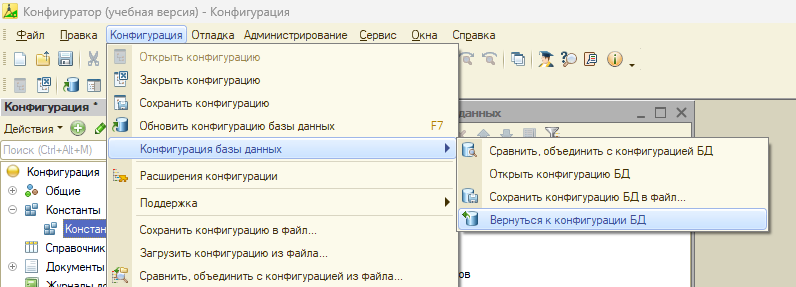 Конфигуратор (учебная версия) - Конфигурация
Файл Правка Конфигурация Отладка Администрирование Сервис Окна Справка
Открыть конфигурацию
Закрыть конфигурацию
Конфигурация *
Сохранить конфигурацию
данных
Действия
Обновить конфигурацию базы данных F7
Поиск (Ctrl+Alt+M)
Конфигурация базы данных
Сравнить, объединить с конфигурацией БД
Конфигурация
Расширения конфигурации
Открыть конфигурацию БД
Общие
Сохранить конфигурацию БД в файл...
Константы
Поддержка
Вернуться к конфигурации БД
Констан
Сохранить конфигурацию в файл...
Справочник
Загрузить конфигурацию из файла...
Документы
Сравнить, объединить с конфигурацией из файла...
ов
Журналы до